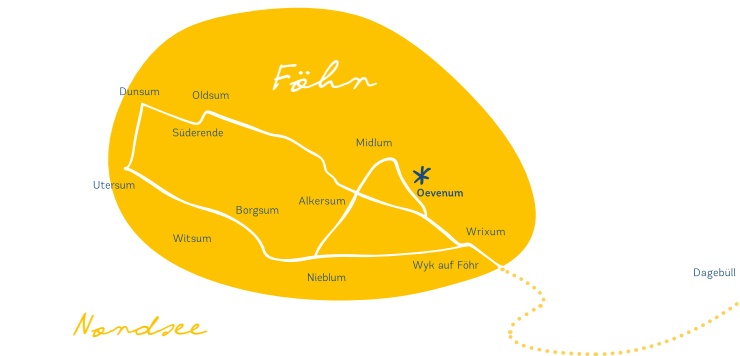 Föhr
Dunsum
Oldsum
Süderende
Midlum
Utersum
Oevenum
Alkersum
Borgsum
Wrixum
Witsum
Wyk auf Föhr
Dagebüll
Nieblum
Nordsee